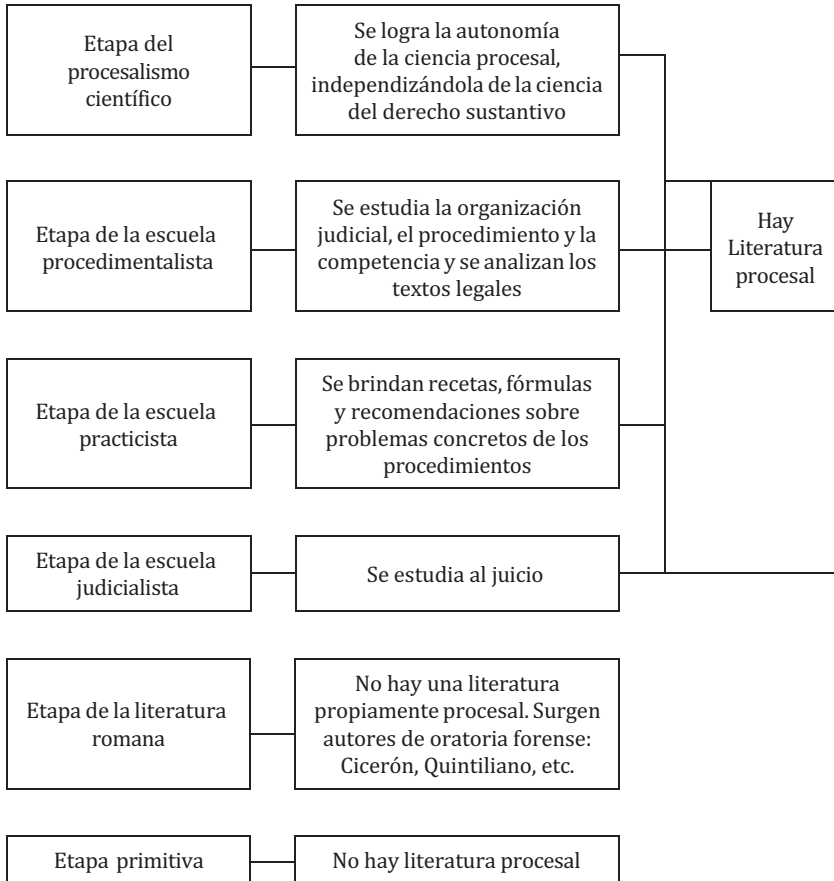 Etapa del
procesalismo
científico
Se logra la autonomía
de la ciencia procesal,
independizándola de la ciencia
del derecho sustantivo
Etapa de la escuela
procedimentalista
Se estudia la organización
judicial, el procedimiento y la
competencia y se analizan los
textos legales
Hay
Literatura
procesal
Etapa de la escuela
practicista
Se brindan recetas, fórmulas
y recomendaciones sobre
problemas concretos de los
procedimientos
Etapa de la escuela
judicialista
Se estudia al juicio
Etapa de la literatura
romana
No hay una literatura
propiamente procesal. Surgen
autores de oratoria forense:
Cicerón, Quintiliano, etc.
Etapa primitiva
No hay literatura procesal